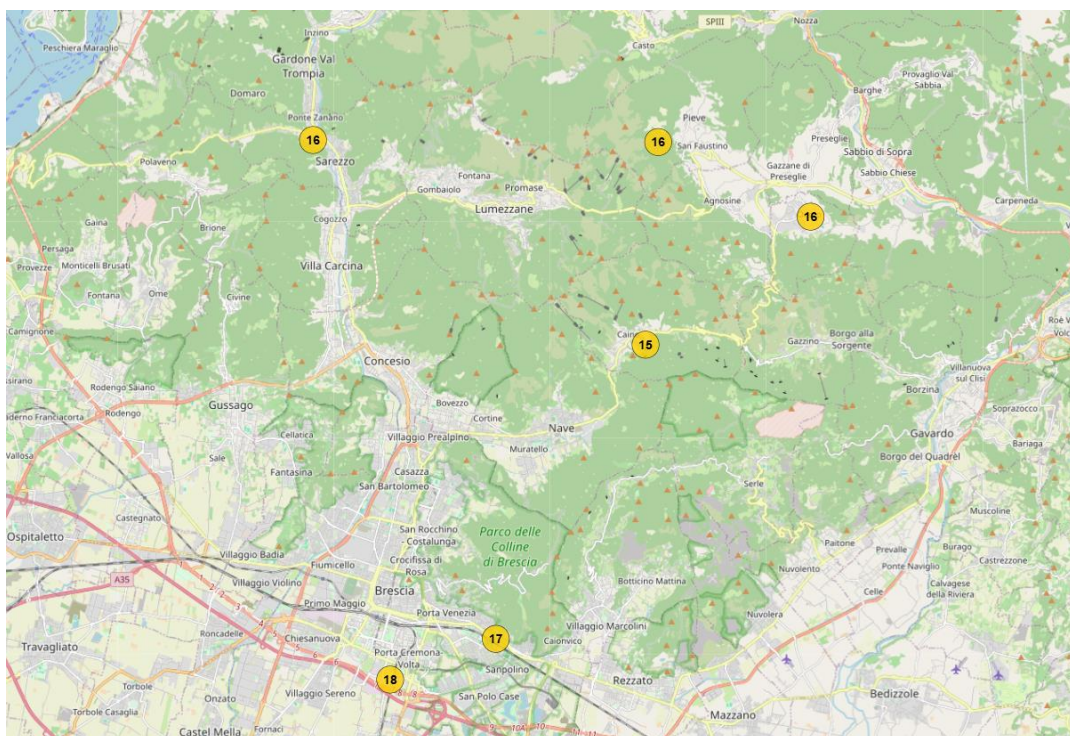 Peschiera Maraglio
Inzino
Gardone Val
Trompia
Domaro
Ponte Zanano
16
Sarezzo
Polaveno
SPIII
Nozza
Casto
Provaglio Val
Sabbia
Barghe
Pieve
16
San Faustino
Preseglie
Sabbio di Sopra
Gazzane di
Preseglie
Sabbio Chiese
Fontana
Gombaiolo
Promase
Lumezzane
Agnosine
16
Carpeneda
Gaina
Brione
Cogozzo
Persaga
Provezze
Monticelli Brusati
Villa Carcina
Fontana
Ome
Civine
Camignone
15
Gazzino
Borgo alla
Sorgente
Concesio
Villanuova
sul Clisi
Rodengo Saiano
Rodengo
Gussago
Bovezzo
Cortine
Nave
Borzina
Soprazocco
Cellatica
Villaggio Prealpino
Muratello
Gavardo
Bariaga
Vallosa
Sale
Fantasina
Casazza
San Bartolomeo
Borgo del Quadrel
Serle
Muscoline
Castegnato
Ospitaletto
San Rocchino
- Costalunga
Parco delle
Colline
di Brescia
Paitone
Prevalle
Burago
Castrezzone
Villaggio Badia
Fiumicello
Crocifissa di
Rosa
Nuvolento
Ponte Naviglio
A35
Villaggio Violino
Brescia
Botticino Mattina
Celle
Calvagese
della Riviera
Primo Maggio
Porta Venezia
Nuvolera
Roncadelle
Chiesanuova
Villaggio Marcolini
Travagliato
Porta Cremona-
Volta
17
Caionvico
Sanpolino
18
Rezzato
Torbole
Onzato
Villaggio Sereno
San Polo Case
Bedizzole
Torbole Casaglia
Fornaci
Mazzano
Castel Mella